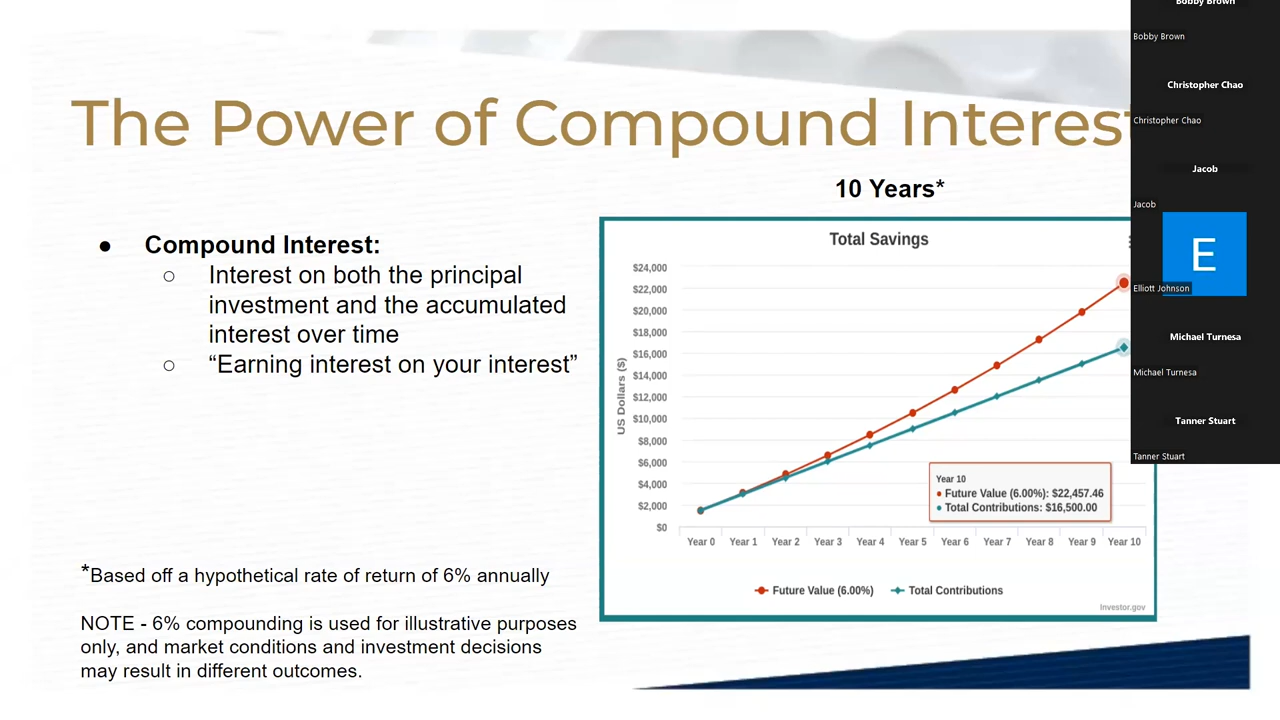 The Power of Compound Interest
10 Years*
● Compound Interest:
○ Interest on both the principal
investment and the accumulated
interest over time
○ “Earning interest on your interest”
*Based off a hypothetical rate of return of 6% annually
NOTE - 6% compounding is used for illustrative purposes
only, and market conditions and investment decisions
may result in different outcomes.
Total Savings
US Dollars ($)
$24,000
$22,000
$20,000
$18,000
$16,000
$14,000
$12,000
$10,000
$8,000
$6,000
$4,000
$2,000
$0
Year 10
Future Value (6.00%): $22,457.46
Total Contributions: $16,500.00
Year 0 Year 1 Year 2 Year 3 Year 4 Year 5 Year 6 Year 7 Year 8 Year 9 Year 10
Future Value (6.00%) Total Contributions
Investor.gov
Bobby Brown
Bobby Brown
Christopher Chao
Christopher Chao
Jacob
Jacob
E
Elliott Johnson
Michael Turnesa
Michael Turnesa
Tanner Stuart
Tanner Stuart